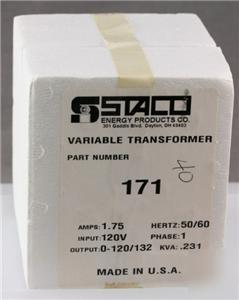 STACO
ENERGY PRODUCTS CO.
301 Gaddis Blvd. Dayton, OH 45403
VARIABLE TRANSFORMER
PART NUMBER
171
AMPS: 1.75 HERTZ: 50/60
INPUT: 120V PHASE: 1
OUTPUT: 0-120/132 KVA: .231
MADE IN U.S.A.